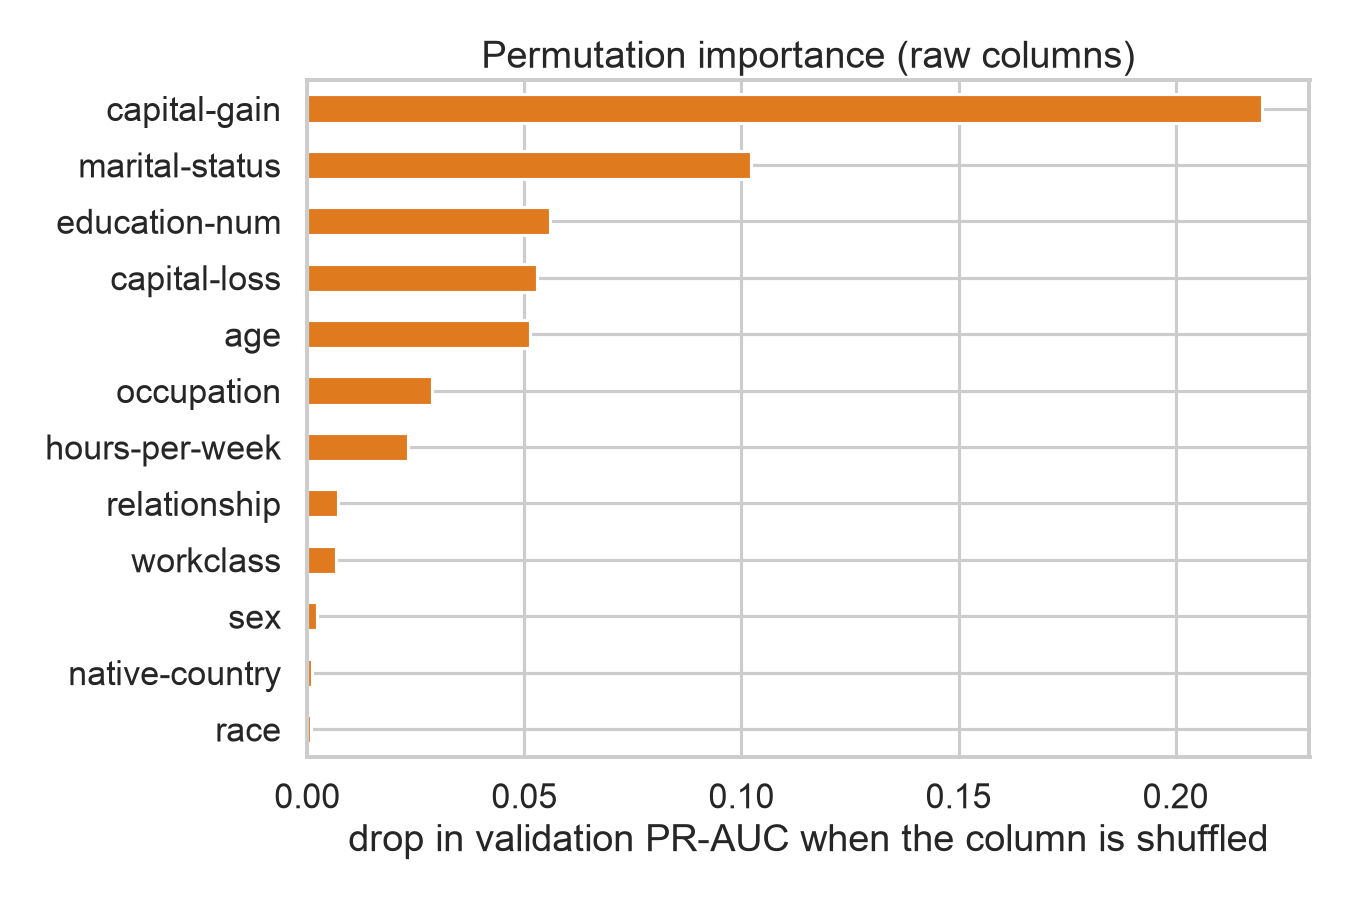 Permutation importance (raw columns)
capital-gain
marital-status
education-num
capital-loss
age
occupation
hours-per-week
relationship
workclass
sex
native-country
race
0.00 0.05 0.10 0.15 0.20
drop in validation PR-AUC when the column is shuffled